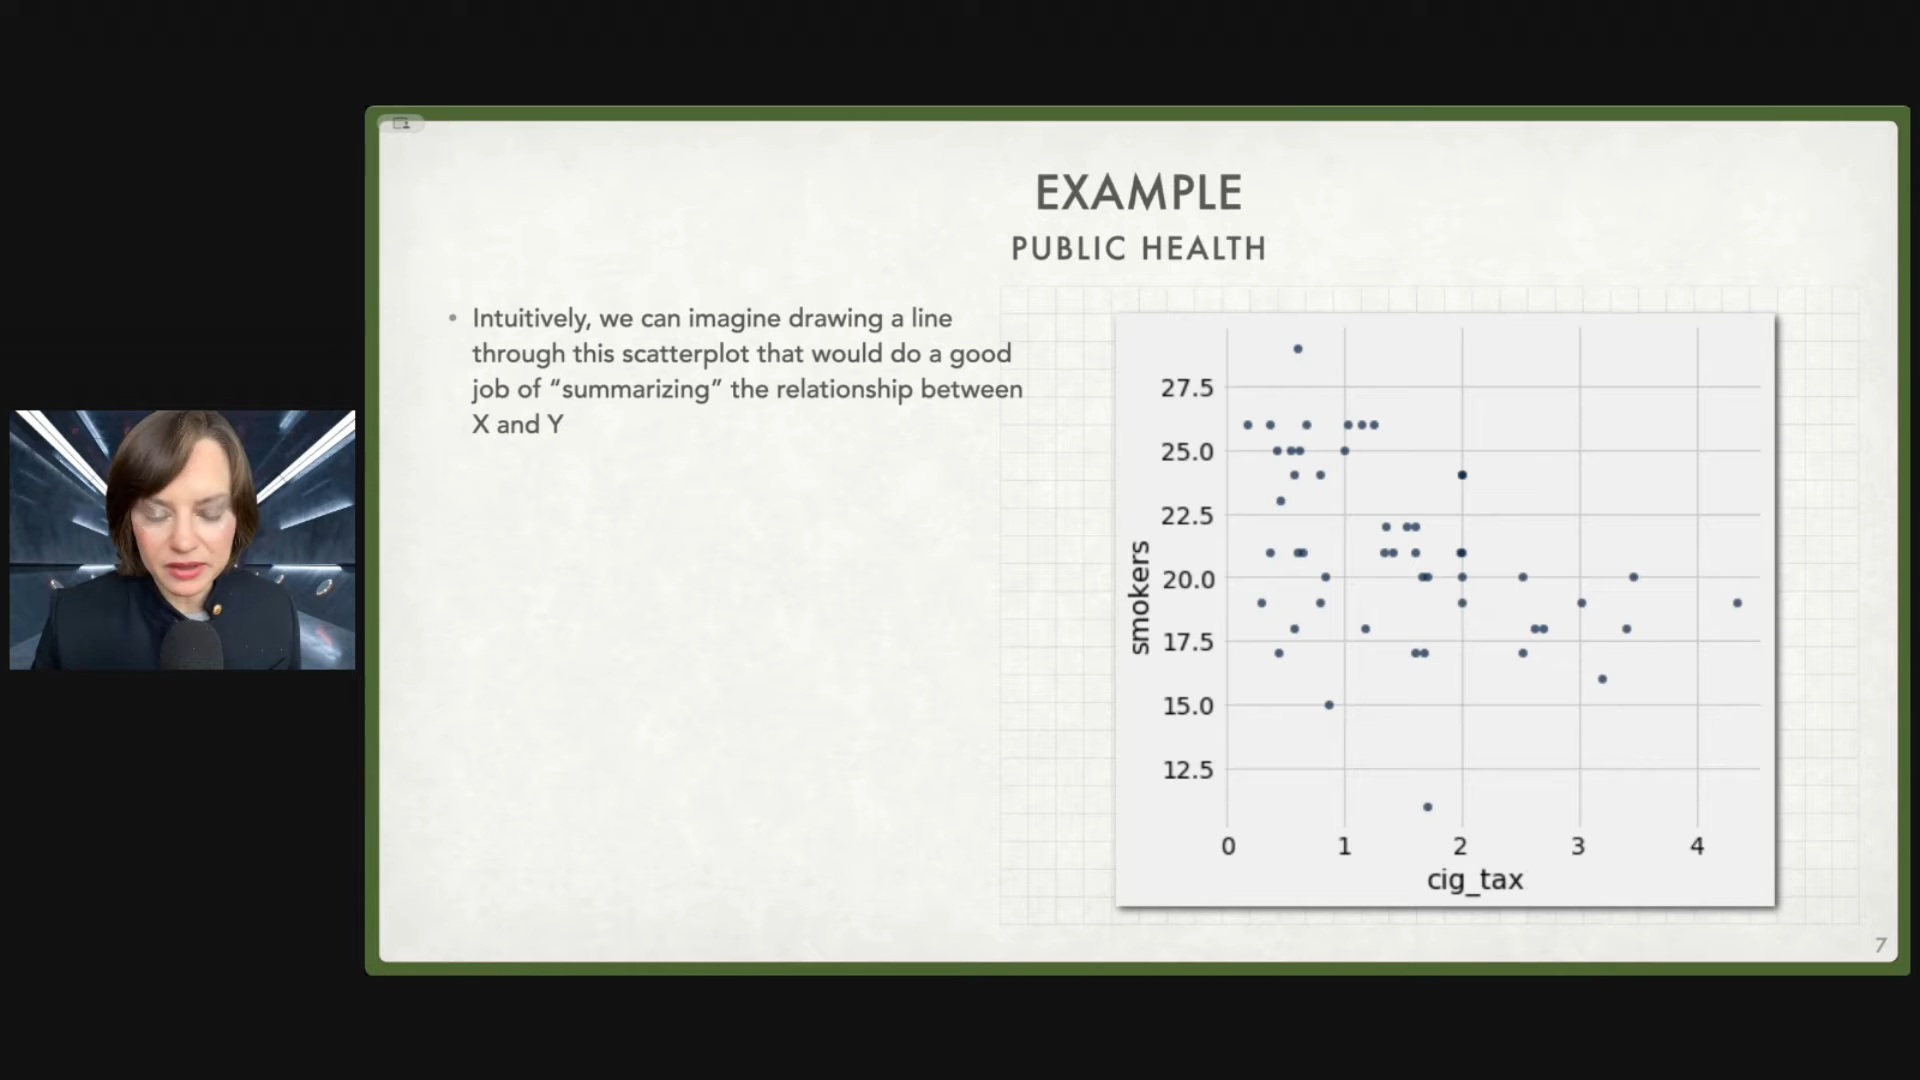 EXAMPLE
PUBLIC HEALTH
• Intuitively, we can imagine drawing a line
through this scatterplot that would do a good
job of “summarizing” the relationship between
X and Y
27.5
25.0
22.5
20.0
17.5
15.0
12.5
smokers
0 1 2 3 4
cig_tax
7